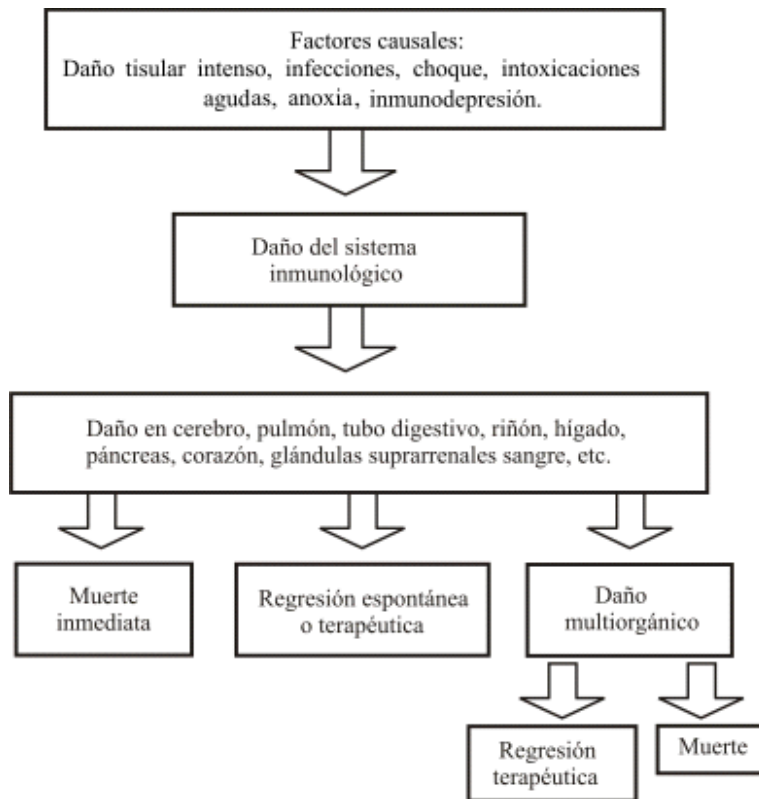 Factores causales:
Daño tisular intenso, infecciones, choque, intoxicaciones
agudas, anoxia, inmunodepresión.
Daño del sistema
inmunológico
Daño en cerebro, pulmón, tubo digestivo, riñón, hígado,
páncreas, corazón, glándulas suprarrenales sangre, etc.
Muerte
inmediata
Regresión espontánea
o terapéutica
Daño
multiorgánico
Regresión
terapéutica
Muerte